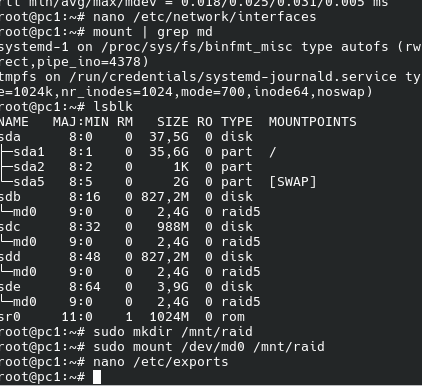 rtt min/avg/max/mdev = 0.018/0.025/0.031/0.005 ms
root@pc1:~# nano /etc/network/interfaces
root@pc1:~# mount | grep md
systemd-1 on /proc/sys/fs/binfmt_misc type autofs (rw
rect,pipe_ino=4378)
tmpfs on /run/credentials/systemd-journald.service ty
e=1024k,nr_inodes=1024,mode=700,inode64,noswap)
root@pc1:~# lsblk
NAME MAJ:MIN RM SIZE RO TYPE MOUNTPOINTS
sda 8:0 0 37,5G 0 disk
├─sda1 8:1 0 35,6G 0 part /
├─sda2 8:2 0 1K 0 part
└─sda5 8:5 0 2G 0 part [SWAP]
sdb 8:16 0 827,2M 0 disk
└─md0 9:0 0 2,4G 0 raid5
sdc 8:32 0 988M 0 disk
└─md0 9:0 0 2,4G 0 raid5
sdd 8:48 0 827,2M 0 disk
└─md0 9:0 0 2,4G 0 raid5
sde 8:64 0 3,9G 0 disk
└─md0 9:0 0 2,4G 0 raid5
sr0 11:0 1 1024M 0 rom
root@pc1:~# sudo mkdir /mnt/raid
root@pc1:~# sudo mount /dev/md0 /mnt/raid
root@pc1:~# nano /etc/exports
root@pc1:~#